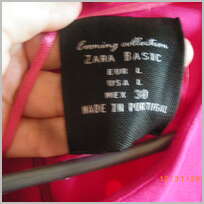 Evening collection
ZARA BASIC
EUR L
USA L
MEX 30
MADE IN PORTUGAL